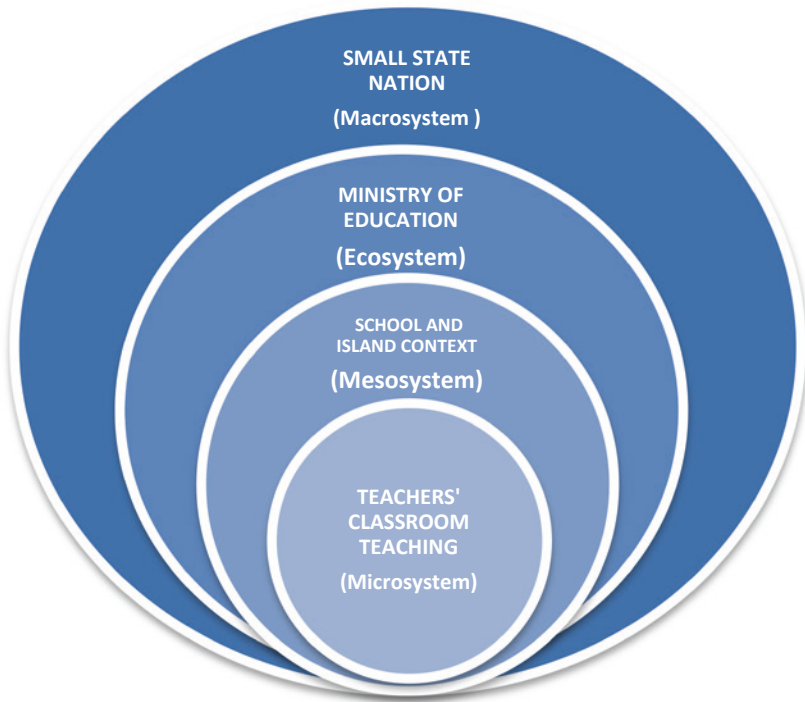 SMALL STATE
NATION
(Macrosystem )
MINISTRY OF
EDUCATION
(Ecosystem)
SCHOOL AND
ISLAND CONTEXT
(Mesosystem)
TEACHERS'
CLASSROOM
TEACHING
(Microsystem)